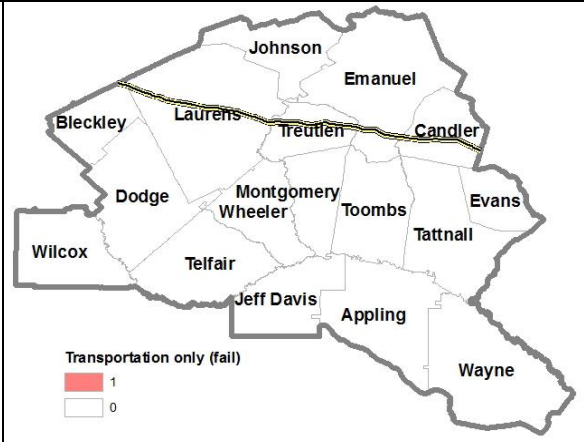 Johnson
Emanuel
Bleckley
Laurens
Treutlen
Candler
Dodge
Montgomery
Evans
Wheeler
Toombs
Tattnall
Wilcox
Telfair
Jeff Davis
Appling
Wayne
Transportation only (fail)
1
0